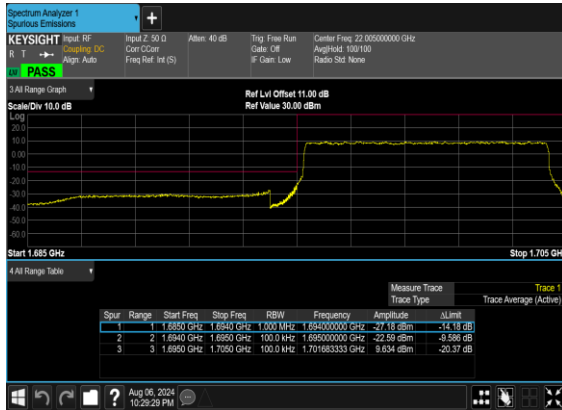 Spectrum Analyzer 1
Spurious Emissions
KEYSIGHT Input: RF Input Z: 50 Ω Atten: 40 dB Trig: Free Run Center Freq: 22.005000000 GHz
R T Coupling: DC Corr CCorr Gate: Off Avg|Hold: 100/100
Align: Auto Freq Ref: Int (S) IF Gain: Low Radio Std: None
LW PASS
3 All Range Graph Ref Lvl Offset 11.00 dB
Scale/Div 10.0 dB Ref Value 30.00 dBm
Log
20.0
10.0
0.00
-10.0
-20.0
-30.0
-40.0
-50.0
-60.0
Start 1.685 GHz Stop 1.705 GH
4 All Range Table
Measure Trace Trace 1
Trace Type Trace Average (Active)
Spur Range Start Freq Stop Freq RBW Frequency Amplitude ΔLimit
1 1 1.6850 GHz 1.6940 GHz 1.000 MHz 1.694000000 GHz -27.18 dBm -14.18 dB
2 2 1.6940 GHz 1.6950 GHz 100.0 kHz 1.695000000 GHz -22.59 dBm -9.586 dB
3 3 1.6950 GHz 1.7050 GHz 100.0 kHz 1.701683333 GHz 9.634 dBm -20.37 dB
? Aug 06, 2024
10:29:29 PM